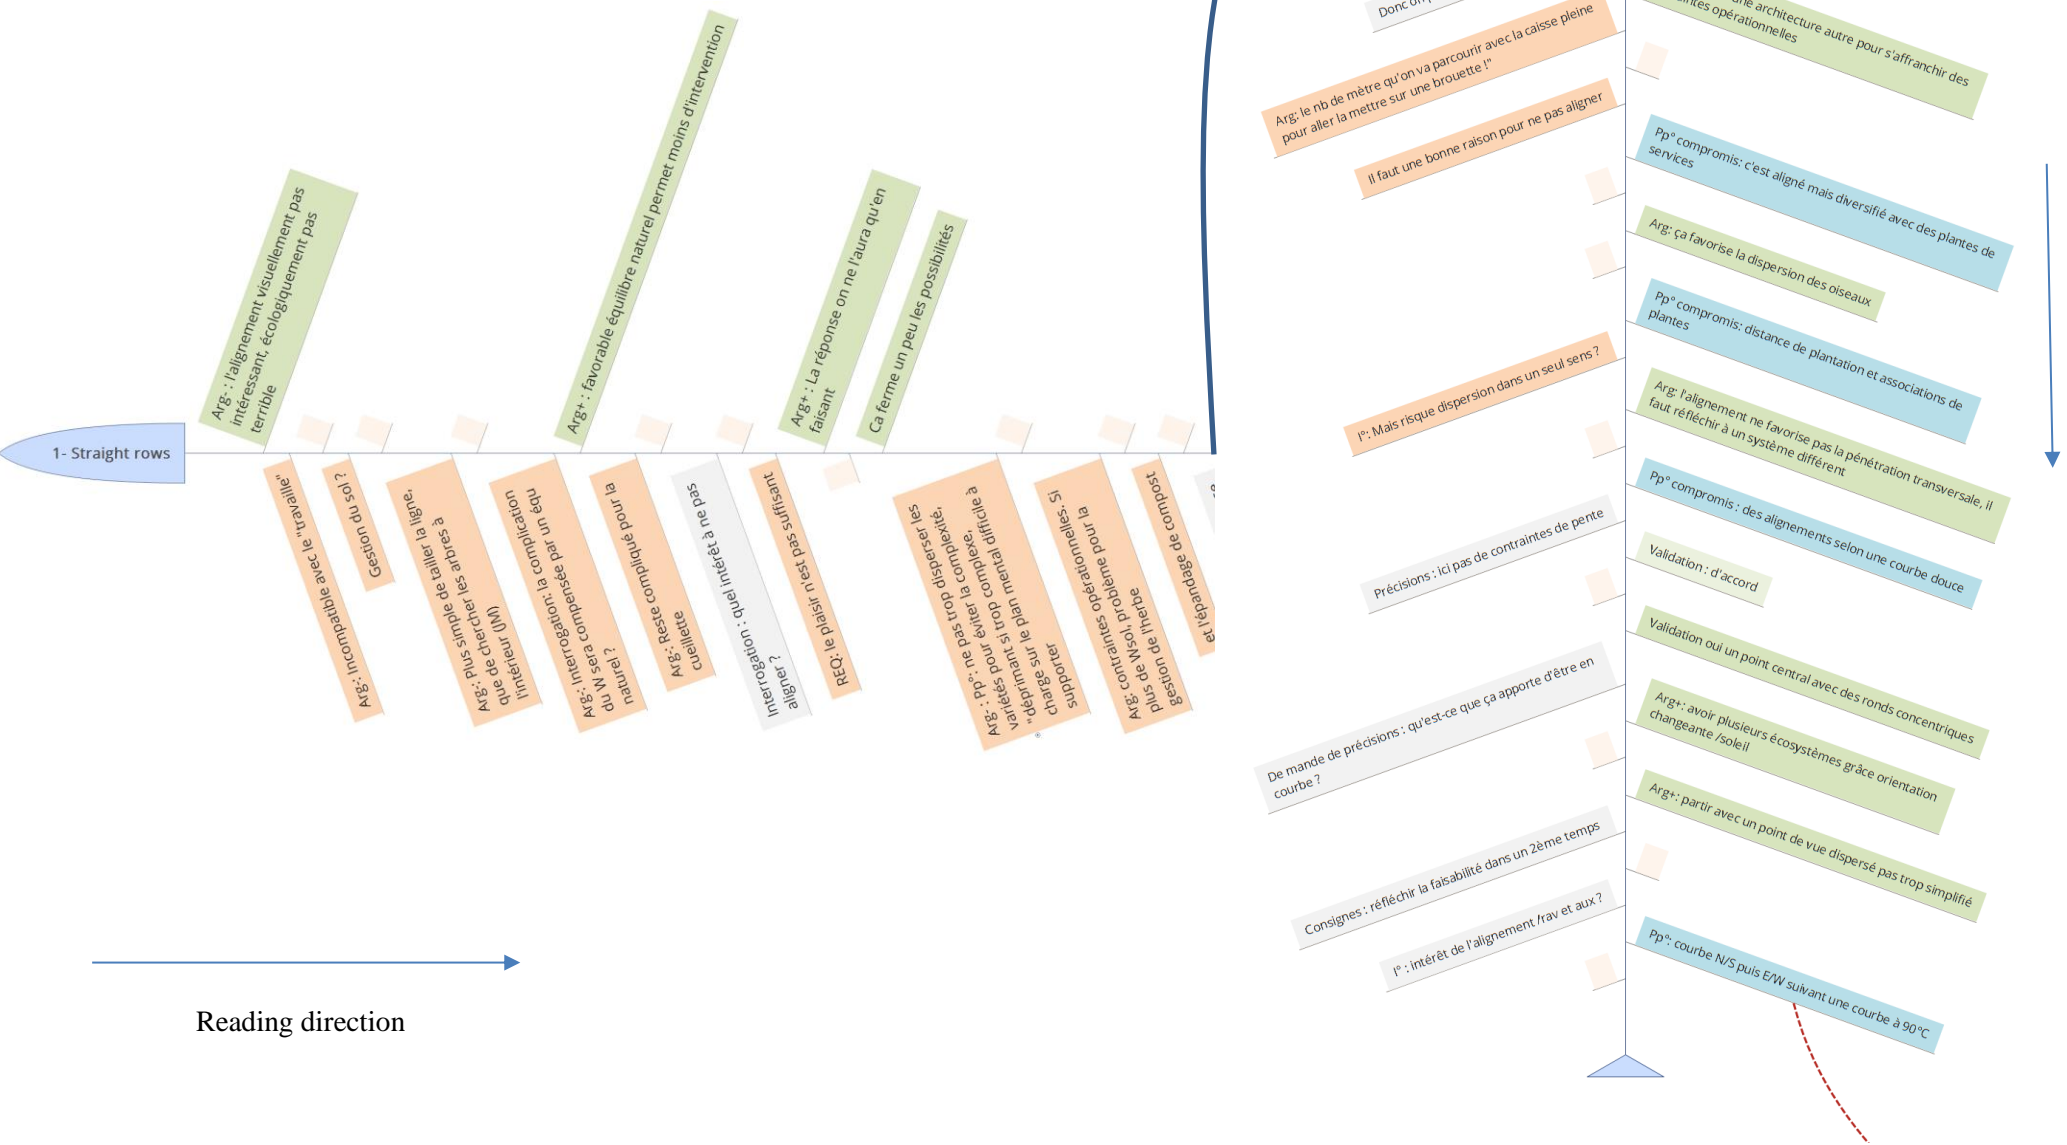 1- Straight rows
Arg- : l'alignement visuellement pas
intéressant, écologiquement pas
terrible
Arg-: Incompatible avec le "travaille"
Gestion du sol ?
Arg-: Plus simple de tailler la ligne,
que de chercher les arbres à
l'intérieur (JM)
Arg+ : favorable équilibre naturel permet moins d'intervention
Arg-: Interrogation: la complication
du W sera compensée par un équ
naturel ?
Arg-: Reste compliqué pour la
cueillette
Interrogation : quel intérêt à ne pas
aligner ?
REQ: le plaisir n'est pas suffisant
Arg+ : La réponse on ne l'aura qu'en
faisant
Ca ferme un peu les possibilités
Arg- : Pp°: ne pas trop disperser les
variétés pour éviter la complexité,
"déprimant si trop complexe,
charge sur le plan mental difficile à
supporter
Arg: contraintes opérationnelles. Si
plus de Wsol, problème pour la
gestion de l'herbe
et l'épandage de compost
Reading direction
Donc on
une architecture autre pour s'affranchir des
intes opérationnelles
Arg: le nb de mètre qu'on va parcourir avec la caisse pleine
pour aller la mettre sur une brouette !"
Il faut une bonne raison pour ne pas aligner
Pp° compromis: c'est aligné mais diversifié avec des plantes de
services
Arg: ça favorise la dispersion des oiseaux
Pp° compromis: distance de plantation et associations de
plantes
I°: Mais risque dispersion dans un seul sens ?
Arg: l'alignement ne favorise pas la pénétration transversale, il
faut réfléchir à un système différent
Pp° compromis : des alignements selon une courbe douce
Précisions : ici pas de contraintes de pente
Validation : d'accord
Validation oui un point central avec des ronds concentriques
De mande de précisions : qu'est-ce que ça apporte d'être en
courbe ?
Arg+: avoir plusieurs écosystèmes grâce orientation
changeante /soleil
Arg+: partir avec un point de vue dispersé pas trop simplifié
Consignes : réfléchir la faisabilité dans un 2ème temps
I° : intérêt de l'alignement /rav et aux ?
Pp°: courbe N/S puis E/W suivant une courbe à 90°C